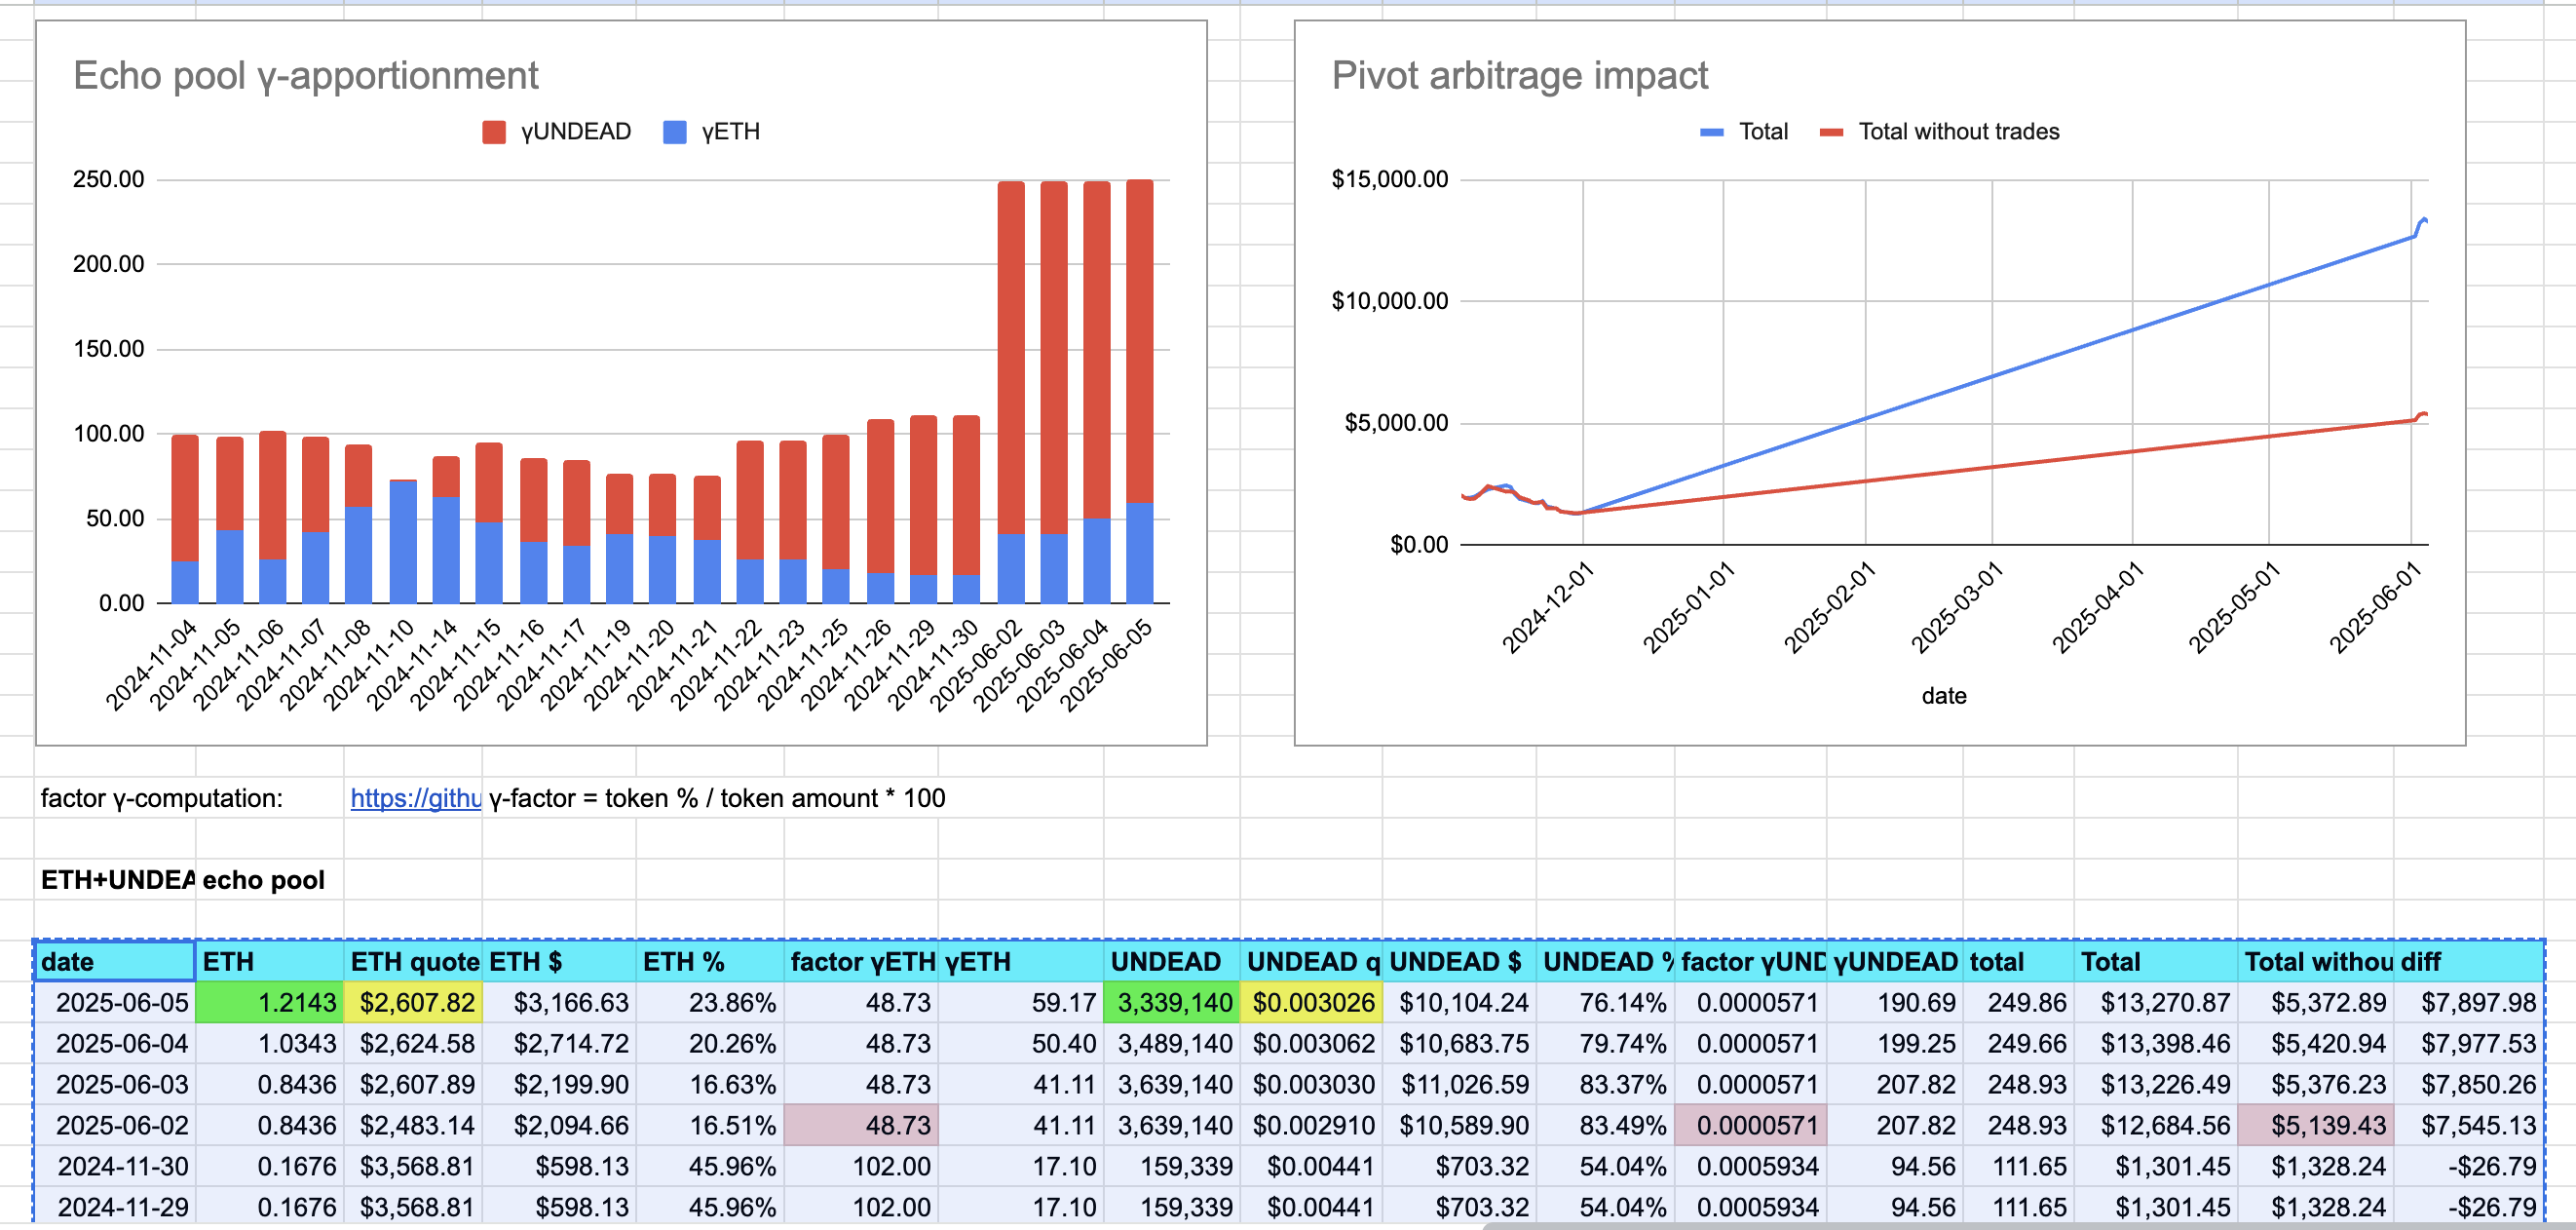 Echo pool γ-apportionment
γUNDEAD γETH
250.00
200.00
150.00
100.00
50.00
0.00
2024-11-04 2024-11-05 2024-11-06 2024-11-07 2024-11-08 2024-11-10 2024-11-14 2024-11-15 2024-11-16 2024-11-17 2024-11-19 2024-11-20 2024-11-21 2024-11-22 2024-11-23 2024-11-25 2024-11-26 2024-11-29 2024-11-30 2025-06-02 2025-06-03 2025-06-04 2025-06-05
Pivot arbitrage impact
Total Total without trades
$15,000.00
$10,000.00
$5,000.00
$0.00
2024-12-01 2025-01-01 2025-02-01 2025-03-01 2025-04-01 2025-05-01 2025-06-01
date
factor γ-computation: https://githu γ-factor = token % / token amount * 100
ETH+UNDEA echo pool
date ETH ETH quote ETH $ ETH % factor γETH γETH UNDEAD UNDEAD q UNDEAD $ UNDEAD % factor γUND γUNDEAD total Total Total withou diff
2025-06-05 1.2143 $2,607.82 $3,166.63 23.86% 48.73 59.17 3,339,140 $0.003026 $10,104.24 76.14% 0.0000571 190.69 249.86 $13,270.87 $5,372.89 $7,897.98
2025-06-04 1.0343 $2,624.58 $2,714.72 20.26% 48.73 50.40 3,489,140 $0.003062 $10,683.75 79.74% 0.0000571 199.25 249.66 $13,398.46 $5,420.94 $7,977.53
2025-06-03 0.8436 $2,607.89 $2,199.90 16.63% 48.73 41.11 3,639,140 $0.003030 $11,026.59 83.37% 0.0000571 207.82 248.93 $13,226.49 $5,376.23 $7,850.26
2025-06-02 0.8436 $2,483.14 $2,094.66 16.51% 48.73 41.11 3,639,140 $0.002910 $10,589.90 83.49% 0.0000571 207.82 248.93 $12,684.56 $5,139.43 $7,545.13
2024-11-30 0.1676 $3,568.81 $598.13 45.96% 102.00 17.10 159,339 $0.00441 $703.32 54.04% 0.0005934 94.56 111.65 $1,301.45 $1,328.24 -$26.79
2024-11-29 0.1676 $3,568.81 $598.13 45.96% 102.00 17.10 159,339 $0.00441 $703.32 54.04% 0.0005934 94.56 111.65 $1,301.45 $1,328.24 -$26.79